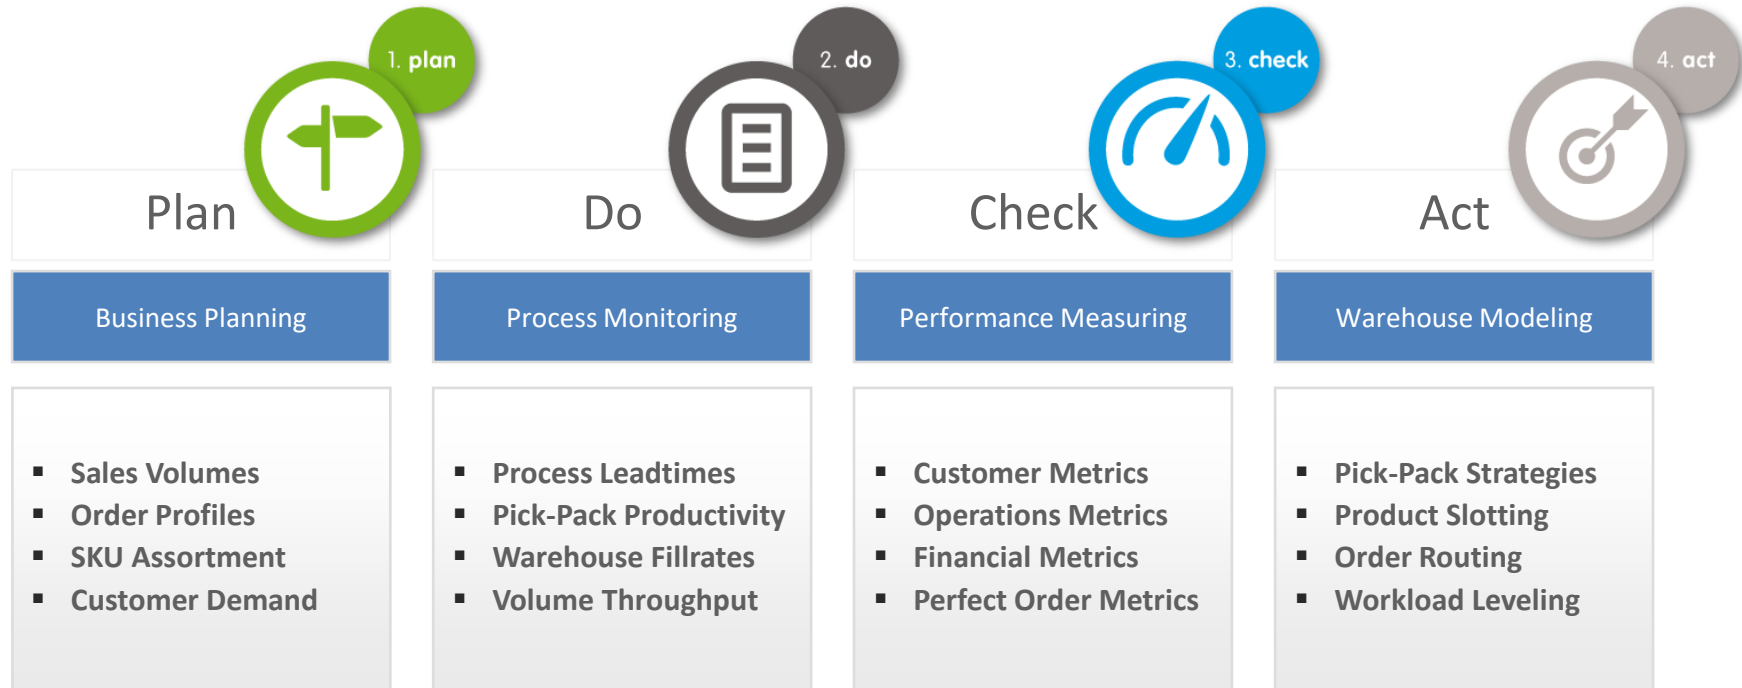 1. plan
2. do
3. check
4. act
Plan
Do
Check
Act
Business Planning
Process Monitoring
Performance Measuring
Warehouse Modeling
▪ Sales Volumes
▪ Order Profiles
▪ SKU Assortment
▪ Customer Demand
▪ Process Leadtimes
▪ Pick-Pack Productivity
▪ Warehouse Fillrates
▪ Volume Throughput
▪ Customer Metrics
▪ Operations Metrics
▪ Financial Metrics
▪ Perfect Order Metrics
▪ Pick-Pack Strategies
▪ Product Slotting
▪ Order Routing
▪ Workload Leveling